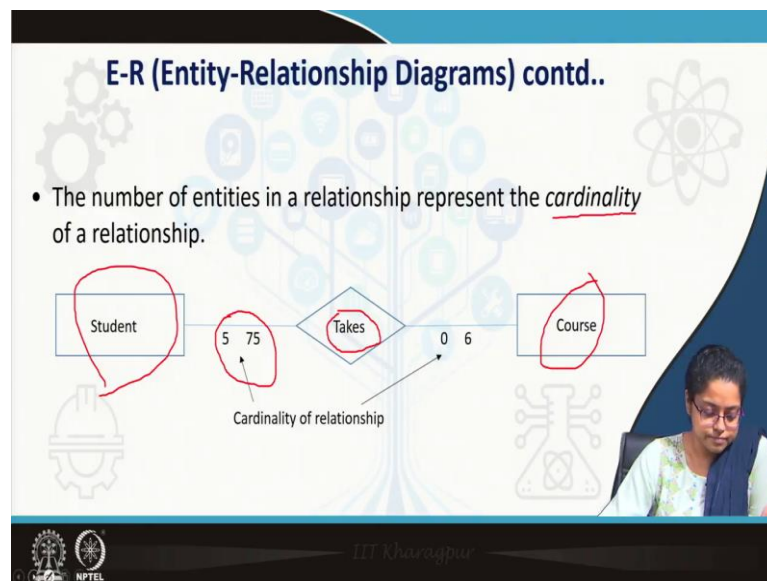 E-R (Entity-Relationship Diagrams) contd..
• The number of entities in a relationship represent the cardinality
of a relationship.
Student
5 75
Takes
0 6
Course
Cardinality of relationship
IIT Kharagpur
NPTEL